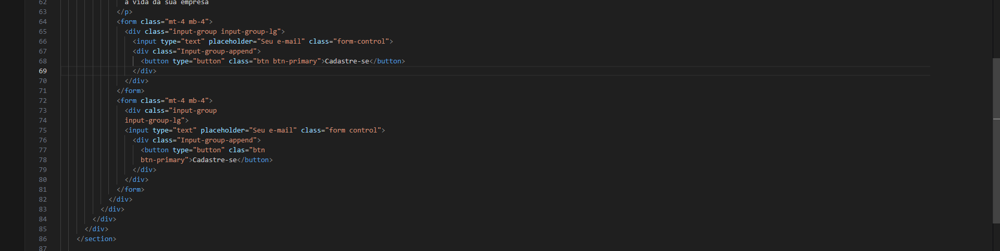 62 a vida da sua empresa
63 </p>
64 <form class="mt-4 mb-4">
65 <div class="input-group input-group-lg">
66 <input type="text" placeholder="Seu e-mail" class="form-control">
67 <div class="Input-group-append">
68 <button type="button" class="btn btn-primary">Cadastre-se</button>
69 </div>
70 </div>
71 </form>
72 <form class="mt-4 mb-4">
73 <div calss="input-group
74 input-group-lg">
75 <input type="text" placeholder="Seu e-mail" class="form control">
76 <div class="Input-group-append">
77 <button type="button" clas="btn
78 btn-primary">Cadastre-se</button>
79 </div>
80 </div>
81 </form>
82 </div>
83 </div>
84 </div>
85 </div>
86 </section>
87